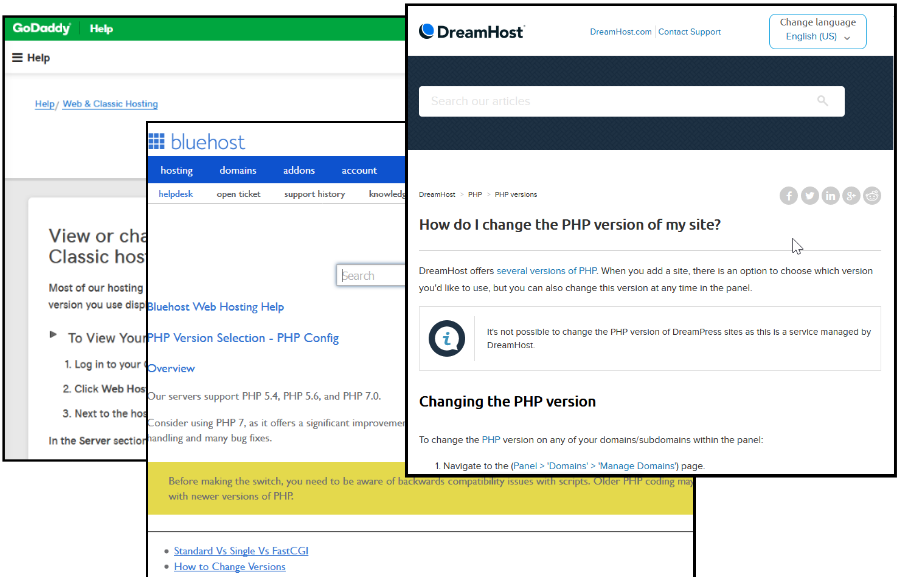 GoDaddy Help
Help
Help/ Web & Classic Hosting
View or cha
Classic hos
Most of our hosting
version you use disp
To View Your
1. Log in to your
2. Click Web Hos
3. Next to the hos
In the Server section
bluehost
hosting domains addons account
helpdesk open ticket support history knowledg
Search
Bluehost Web Hosting Help
PHP Version Selection - PHP Config
Overview
Our servers support PHP 5.4, PHP 5.6, and PHP 7.0.
Consider using PHP 7, as it offers a significant improvemen
handling and many bug fixes.
Before making the switch, you need to be aware of backwards compatibility issues with scripts. Older PHP coding may
with newer versions of PHP.
Standard Vs Single Vs FastCGI
How to Change Versions
DreamHost
DreamHost.com | Contact Support
Change language
English (US)
Search our articles
DreamHost > PHP > PHP versions
How do I change the PHP version of my site?
DreamHost offers several versions of PHP. When you add a site, there is an option to choose which version
you'd like to use, but you can also change this version at any time in the panel.
It's not possible to change the PHP version of DreamPress sites as this is a service managed by
DreamHost.
Changing the PHP version
To change the PHP version on any of your domains/subdomains within the panel:
1. Navigate to the (Panel > 'Domains' > 'Manage Domains') page.